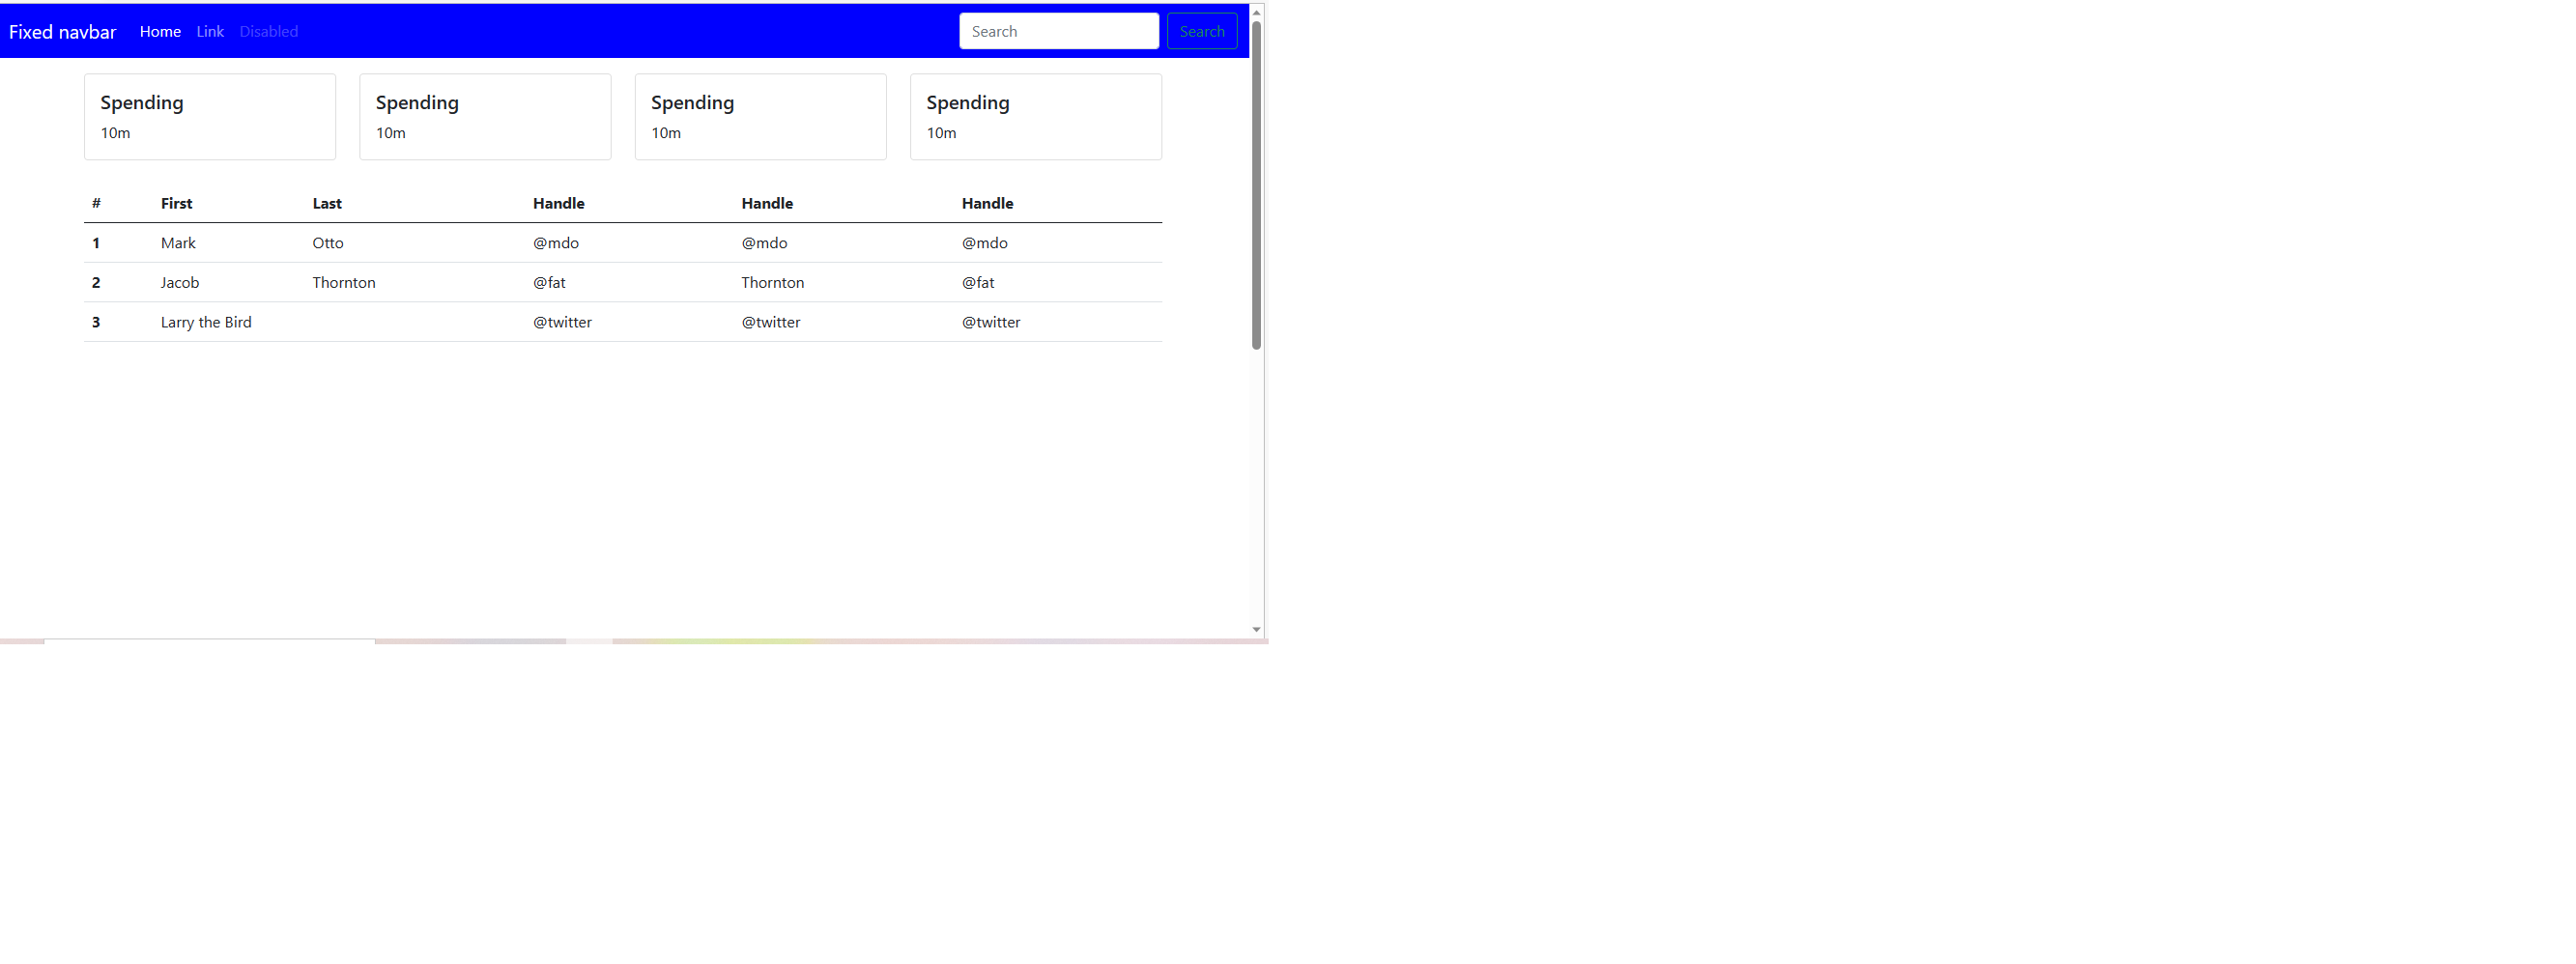 Fixed navbar Home Link Disabled Search Search
Spending Spending Spending Spending
10m 10m 10m 10m
# First Last Handle Handle Handle
1 Mark Otto @mdo @mdo @mdo
2 Jacob Thornton @fat Thornton @fat
3 Larry the Bird @twitter @twitter @twitter